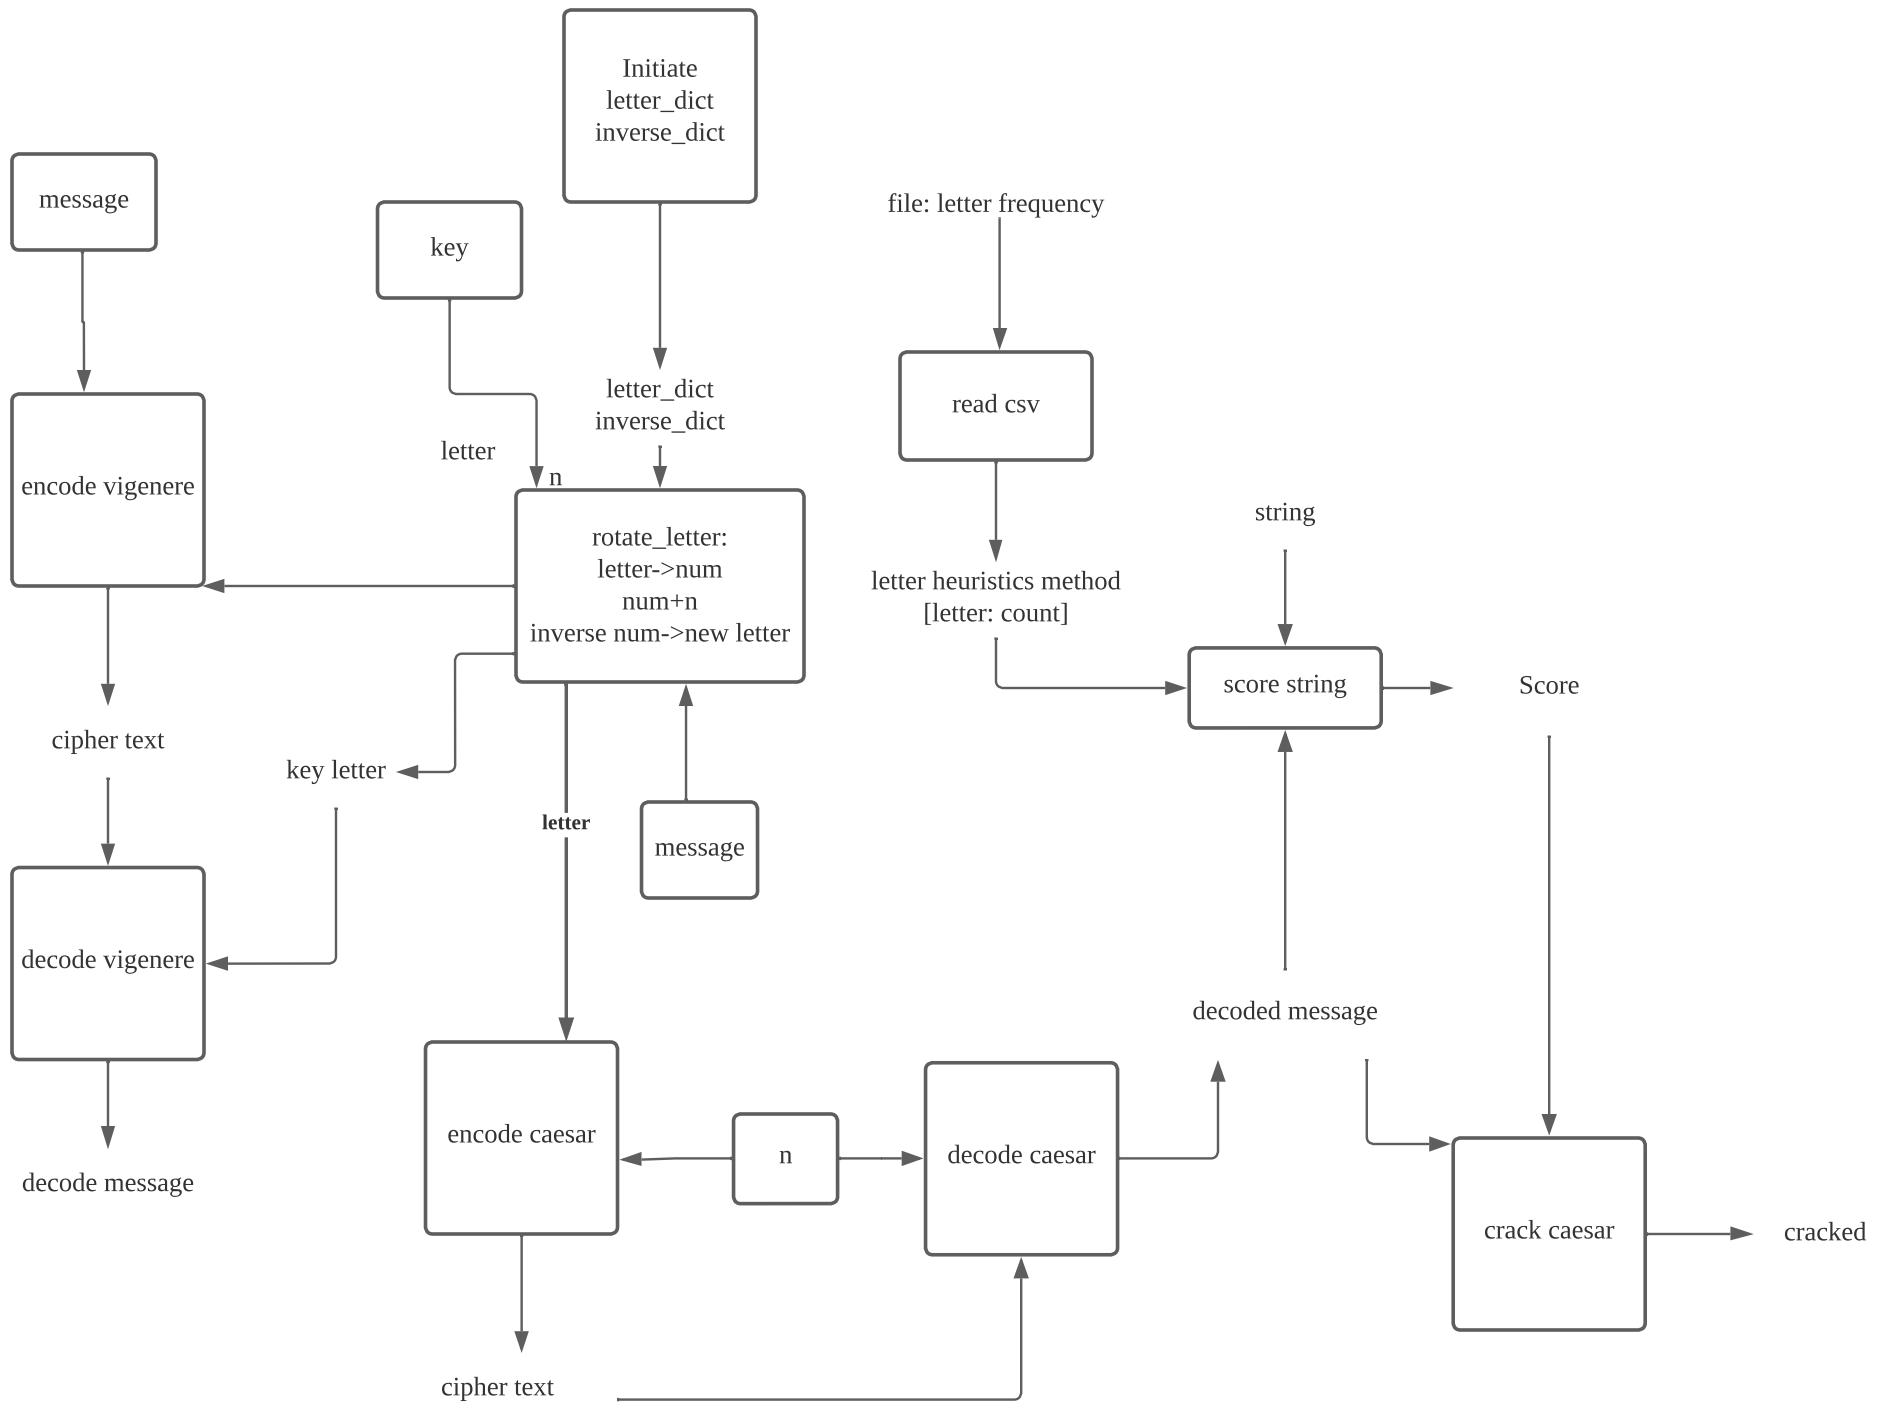 Initiate
letter_dict
inverse_dict
message
key
file: letter frequency
letter_dict
inverse_dict
read csv
letter
n
encode vigenere
string
rotate_letter:
letter->num
num+n
inverse num->new letter
letter heuristics method
[letter: count]
score string
Score
cipher text
key letter
letter
message
decode vigenere
decoded message
encode caesar
n
decode caesar
decode message
crack caesar
cracked
cipher text